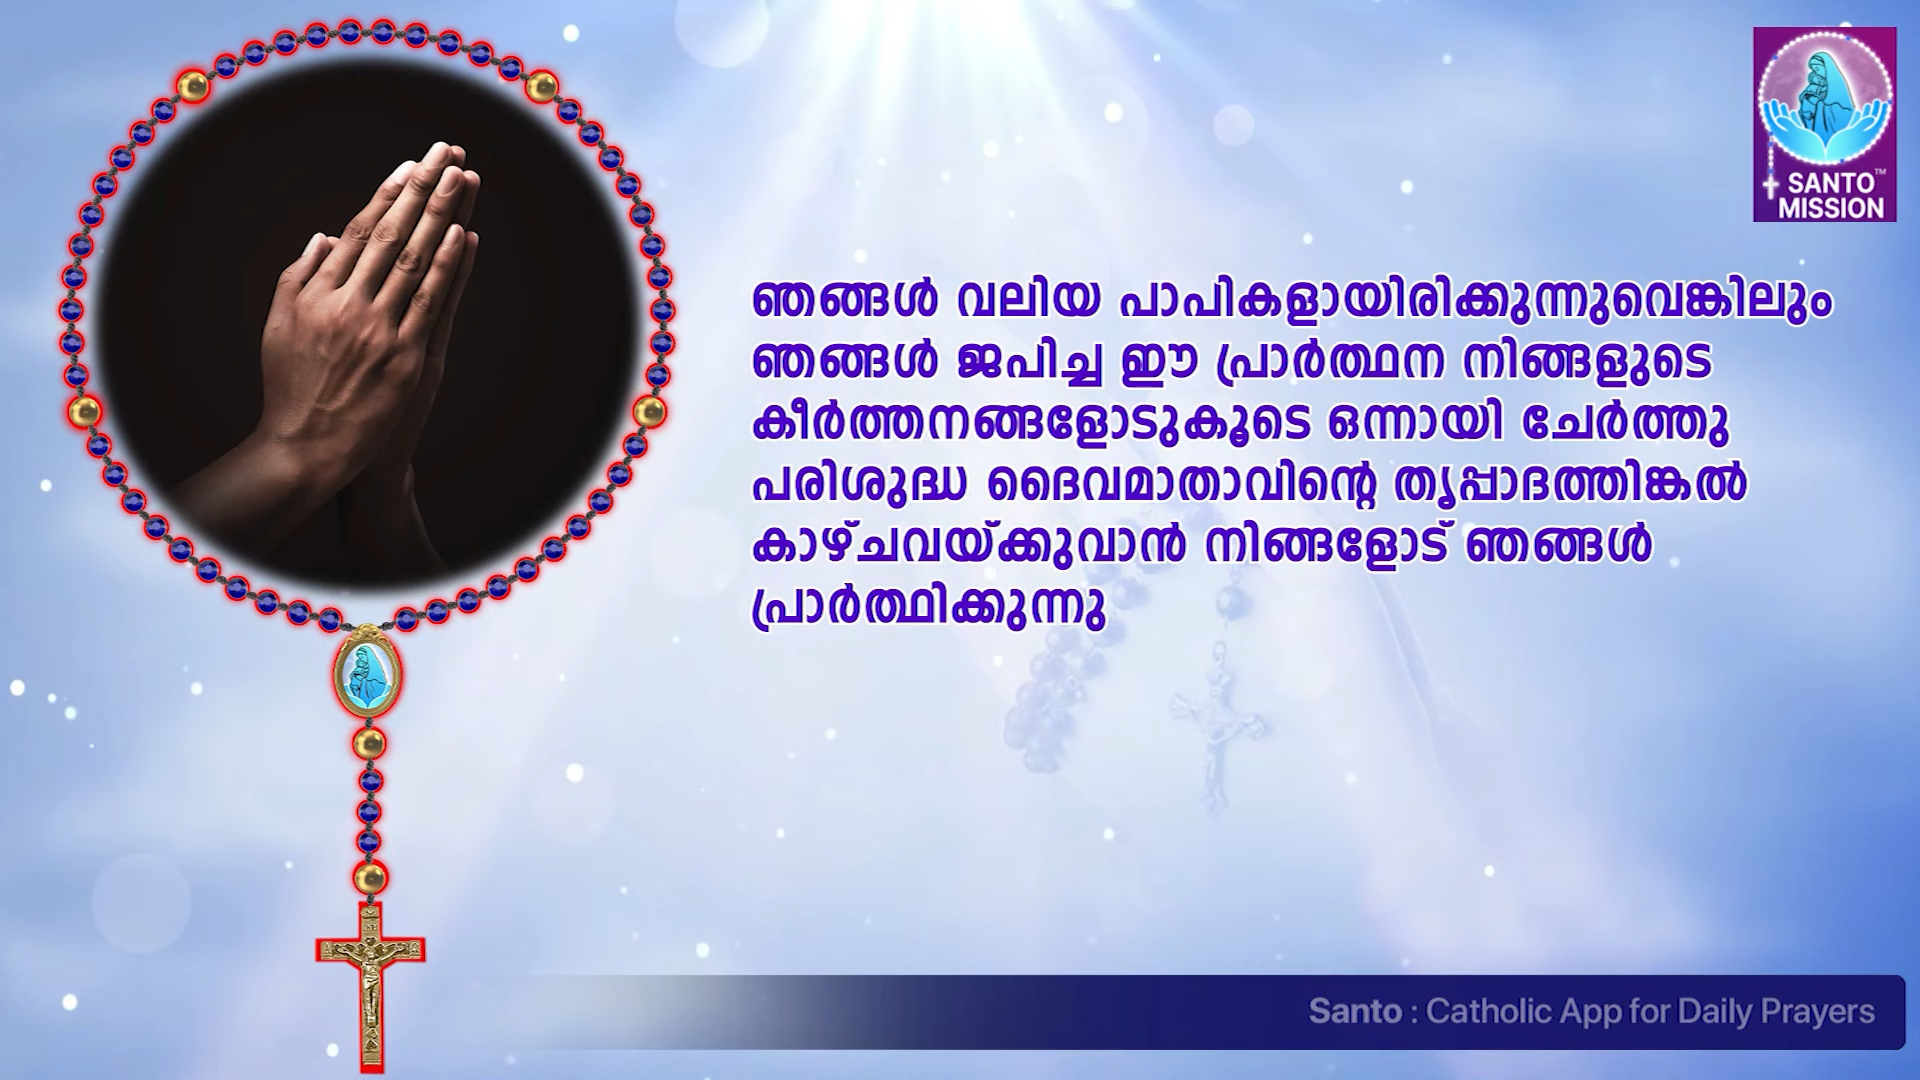 SANTO™
MISSION
ഞങ്ങൾ വലിയ പാപികളായിരിക്കുന്നുവെങ്കിലും
ഞങ്ങൾ ജപിച്ച ഈ പ്രാർത്ഥന നിങ്ങളുടെ
കീർത്തനങ്ങളോടുകൂടെ ഒന്നായി ചേർത്തു
പരിശുദ്ധ ദൈവമാതാവിന്റെ തൃപ്പാദത്തിങ്കൽ
കാഴ്ചവയ്ക്കുവാൻ നിങ്ങളോട് ഞങ്ങൾ
പ്രാർത്ഥിക്കുന്നു
Santo : Catholic App for Daily Prayers